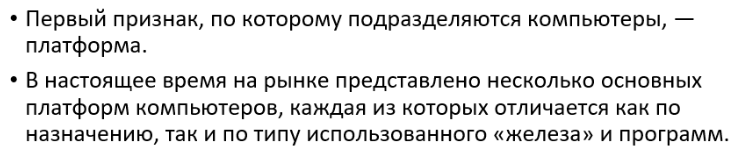 • Первый признак, по которому подразделяются компьютеры, —
платформа.
• В настоящее время на рынке представлено несколько основных
платформ компьютеров, каждая из которых отличается как по
назначению, так и по типу использованного «железа» и программ.